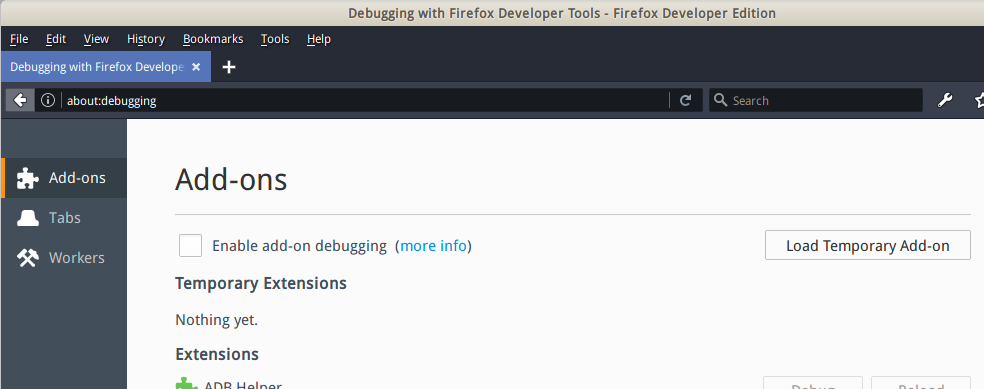 Debugging with Firefox Developer Tools - Firefox Developer Edition
File Edit View History Bookmarks Tools Help
Debugging with Firefox Develope
about:debugging
Search
Add-ons
Tabs
Workers
Add-ons
Enable add-on debugging (more info)
Load Temporary Add-on
Temporary Extensions
Nothing yet.
Extensions
ADB Helper
Debug
Reload